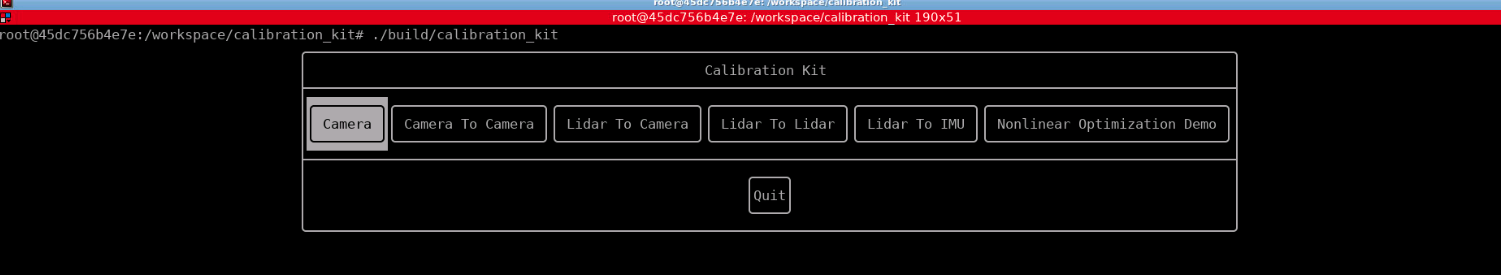 root@45dc756b4e7e: /workspace/calibration_kit
root@45dc756b4e7e: /workspace/calibration_kit 190x51
root@45dc756b4e7e:/workspace/calibration_kit# ./build/calibration_kit
Calibration Kit
Camera Camera To Camera Lidar To Camera Lidar To Lidar Lidar To IMU Nonlinear Optimization Demo
Quit